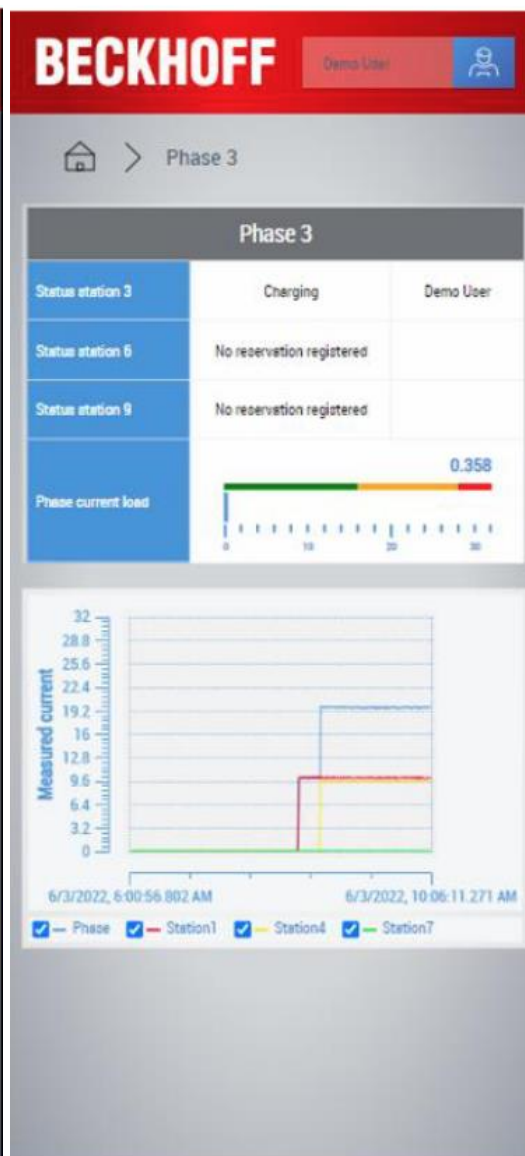 BECKHOFF
Demo User
Phase 3
Phase 3
Status station 3 Charging Demo User
Status station 6 No reservation registered
Status station 9 No reservation registered
0.358
Phase current load
0 10 20 30
Measured current
32
28.8
25.6
22.4
19.2
16
12.8
9.6
6.4
3.2
0
6/3/2022, 6:00:56.802 AM 6/3/2022, 10:06:11.271 AM
Phase Station1 Station4 Station7